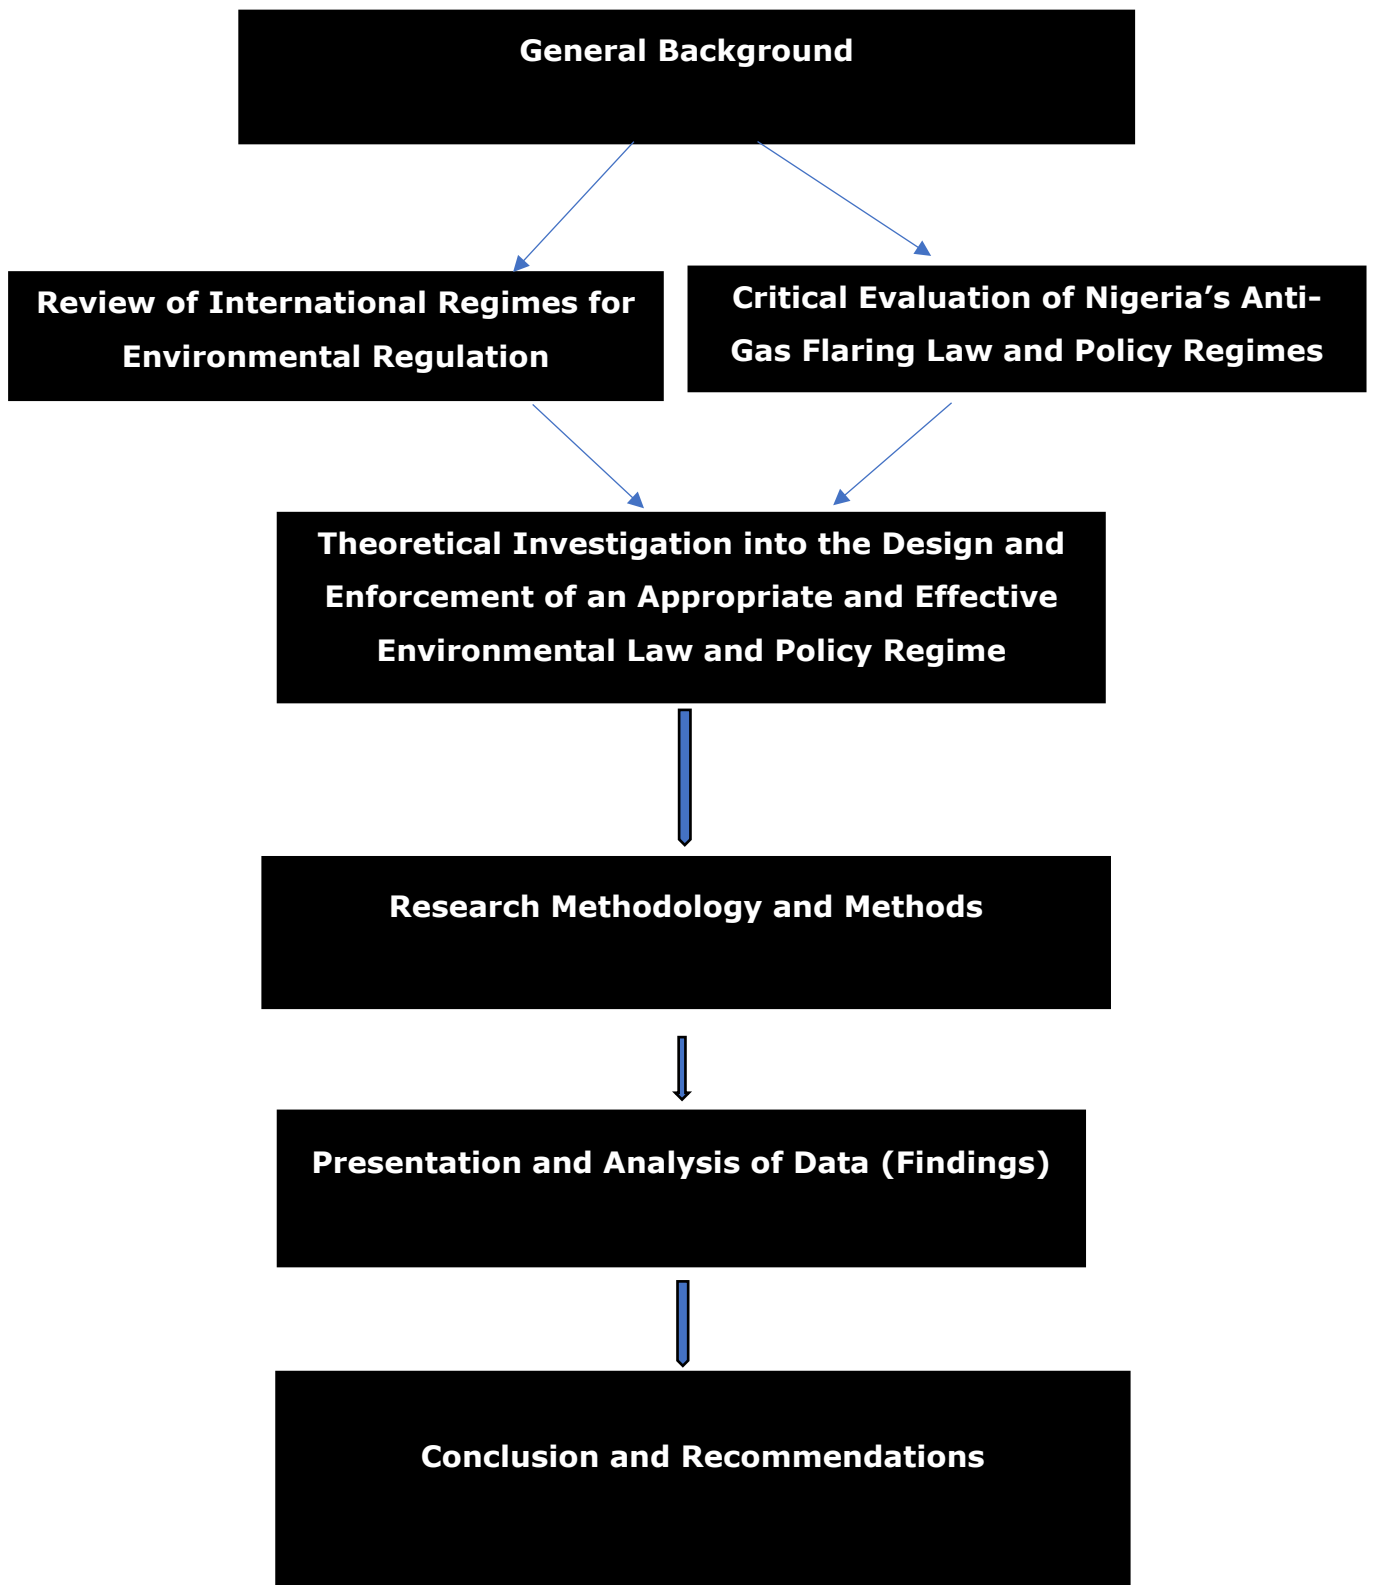 General Background
Review of International Regimes for
Environmental Regulation
Critical Evaluation of Nigeria’s Anti-
Gas Flaring Law and Policy Regimes
Theoretical Investigation into the Design and
Enforcement of an Appropriate and Effective
Environmental Law and Policy Regime
Research Methodology and Methods
Presentation and Analysis of Data (Findings)
Conclusion and Recommendations